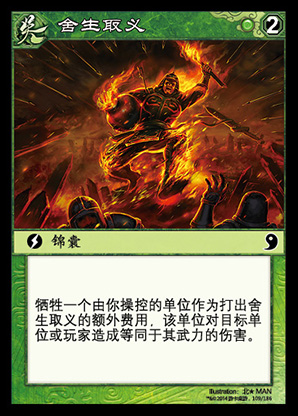 舍生取义
2
锦囊
牺牲一个由你操控的单位作为打出舍
生取义的额外费用，该单位对目标单
位或玩家造成等同于其武力的伤害。
Illustration: 北★MAN
109/186